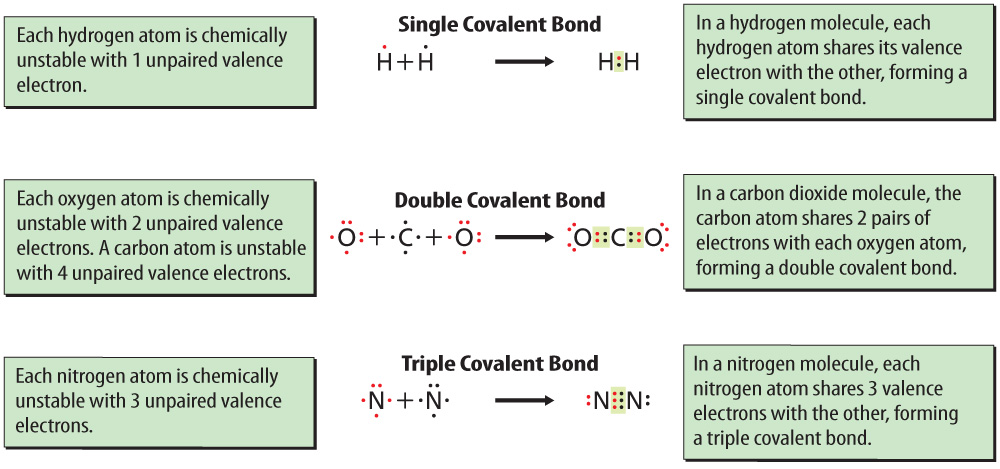 Single Covalent Bond
Each hydrogen atom is chemically
unstable with 1 unpaired valence
electron.
H + H
H:H
In a hydrogen molecule, each
hydrogen atom shares its valence
electron with the other, forming a
single covalent bond.
Double Covalent Bond
Each oxygen atom is chemically
unstable with 2 unpaired valence
electrons. A carbon atom is unstable
with 4 unpaired valence electrons.
O + C + O
O::C::O
In a carbon dioxide molecule, the
carbon atom shares 2 pairs of
electrons with each oxygen atom,
forming a double covalent bond.
Triple Covalent Bond
Each nitrogen atom is chemically
unstable with 3 unpaired valence
electrons.
N + N
:N⋮⋮N:
In a nitrogen molecule, each
nitrogen atom shares 3 valence
electrons with the other, forming
a triple covalent bond.